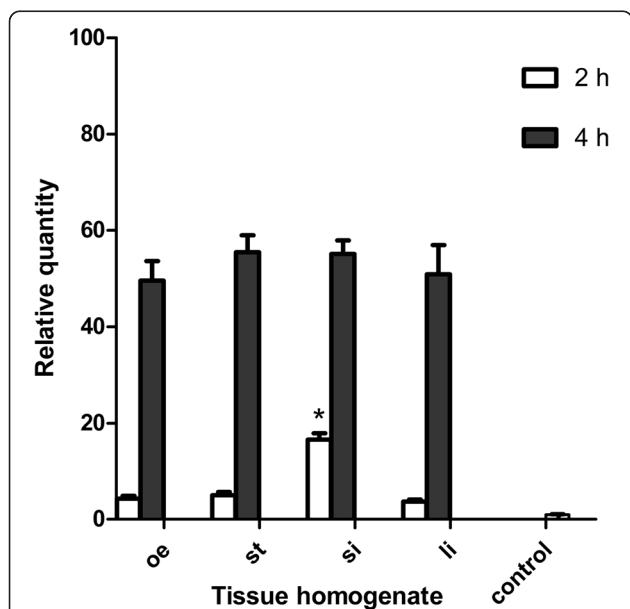 100
80
60
40
20
0
Relative quantity
2 h
4 h
*
oe
st
si
li
control
Tissue homogenate